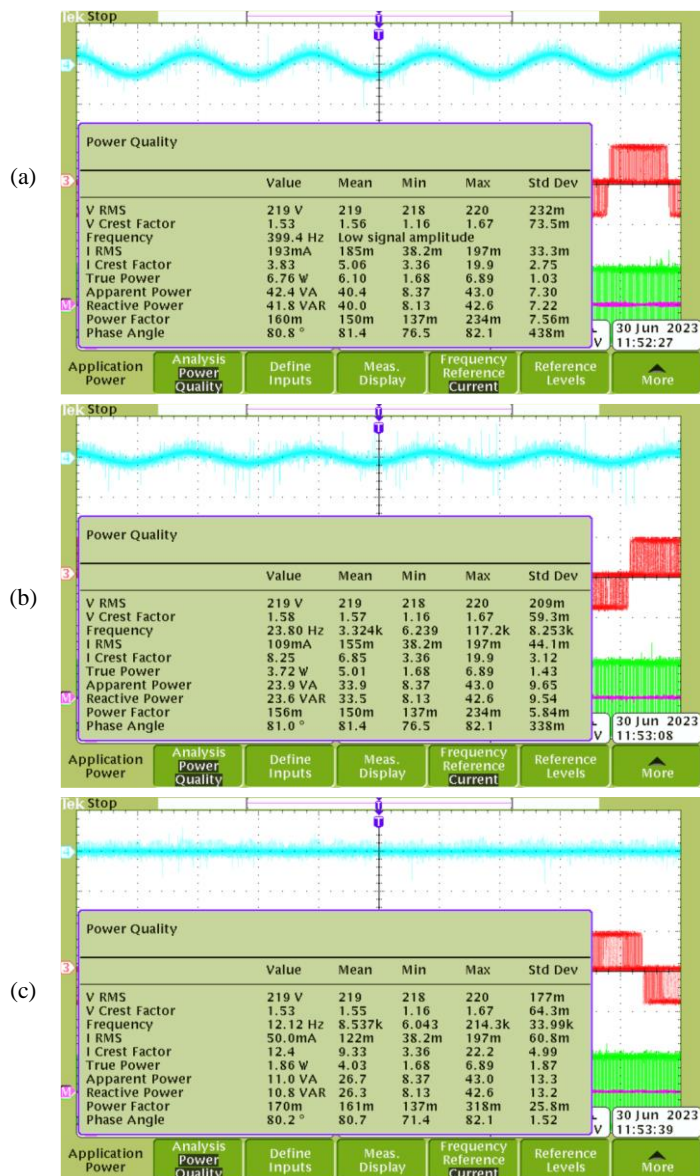 Tek Stop
T
T
4
(a)
3
Power Quality
Value Mean Min Max Std Dev
V RMS 219 V 219 218 220 232m
V Crest Factor 1.53 1.56 1.16 1.67 73.5m
Frequency 399.4 Hz Low signal amplitude
I RMS 193mA 185m 38.2m 197m 33.3m
I Crest Factor 3.83 5.06 3.36 19.9 2.75
True Power 6.76 W 6.10 1.68 6.89 1.03
Apparent Power 42.4 VA 40.4 8.37 43.0 7.30
Reactive Power 41.8 VAR 40.0 8.13 42.6 7.22
Power Factor 160m 150m 137m 234m 7.56m
Phase Angle 80.8 ° 81.4 76.5 82.1 438m
M
V
30 Jun 2023
11:52:27
Application Power
Analysis Power Quality
Define Inputs
Meas. Display
Frequency Reference Current
Reference Levels
More
Tek Stop
T
T
4
(b)
3
Power Quality
Value Mean Min Max Std Dev
V RMS 219 V 219 218 220 209m
V Crest Factor 1.58 1.57 1.16 1.67 59.3m
Frequency 23.80 Hz 3.324k 6.239 117.2k 8.253k
I RMS 109mA 155m 38.2m 197m 44.1m
I Crest Factor 8.25 6.85 3.36 19.9 3.12
True Power 3.72 W 5.01 1.68 6.89 1.43
Apparent Power 23.9 VA 33.9 8.37 43.0 9.65
Reactive Power 23.6 VAR 33.5 8.13 42.6 9.54
Power Factor 156m 150m 137m 234m 5.84m
Phase Angle 81.0 ° 81.4 76.5 82.1 338m
M
V
30 Jun 2023
11:53:08
Application Power
Analysis Power Quality
Define Inputs
Meas. Display
Frequency Reference Current
Reference Levels
More
Tek Stop
T
T
4
(c)
3
Power Quality
Value Mean Min Max Std Dev
V RMS 219 V 219 218 220 177m
V Crest Factor 1.53 1.55 1.16 1.67 64.3m
Frequency 12.12 Hz 8.537k 6.043 214.3k 33.99k
I RMS 50.0mA 122m 38.2m 197m 60.8m
I Crest Factor 12.4 9.33 3.36 22.2 4.99
True Power 1.86 W 4.03 1.68 6.89 1.87
Apparent Power 11.0 VA 26.7 8.37 43.0 13.3
Reactive Power 10.8 VAR 26.3 8.13 42.6 13.2
Power Factor 170m 161m 137m 318m 25.8m
Phase Angle 80.2 ° 80.7 71.4 82.1 1.52
M
V
30 Jun 2023
11:53:39
Application Power
Analysis Power Quality
Define Inputs
Meas. Display
Frequency Reference Current
Reference Levels
More